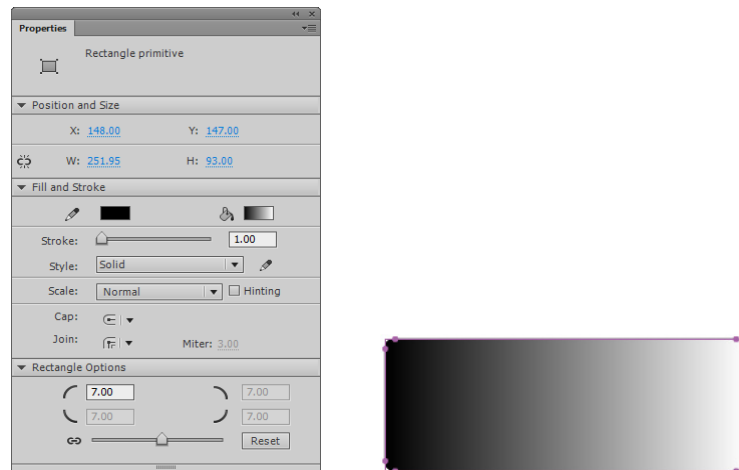 Properties
Rectangle primitive
Position and Size
X: 148.00 Y: 147.00
W: 251.95 H: 93.00
Fill and Stroke
Stroke: 1.00
Style: Solid
Scale: Normal Hinting
Cap:
Join: Miter: 3.00
Rectangle Options
7.00 7.00
7.00 7.00
Reset